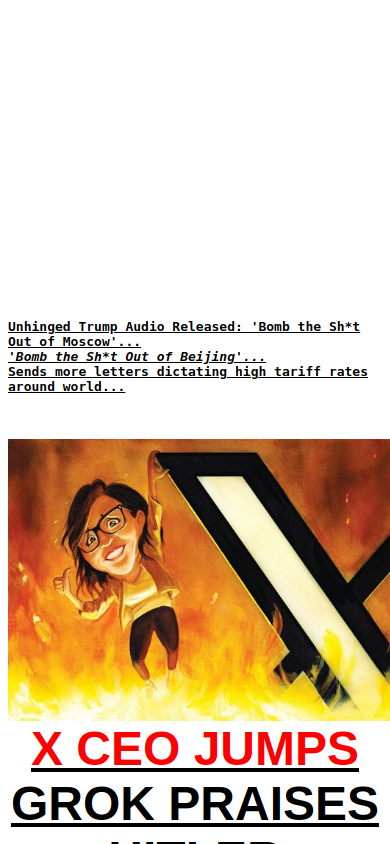 Unhinged Trump Audio Released: 'Bomb the Sh*t
Out of Moscow'...
'Bomb the Sh*t Out of Beijing'...
Sends more letters dictating high tariff rates
around world...
X CEO JUMPS
GROK PRAISES